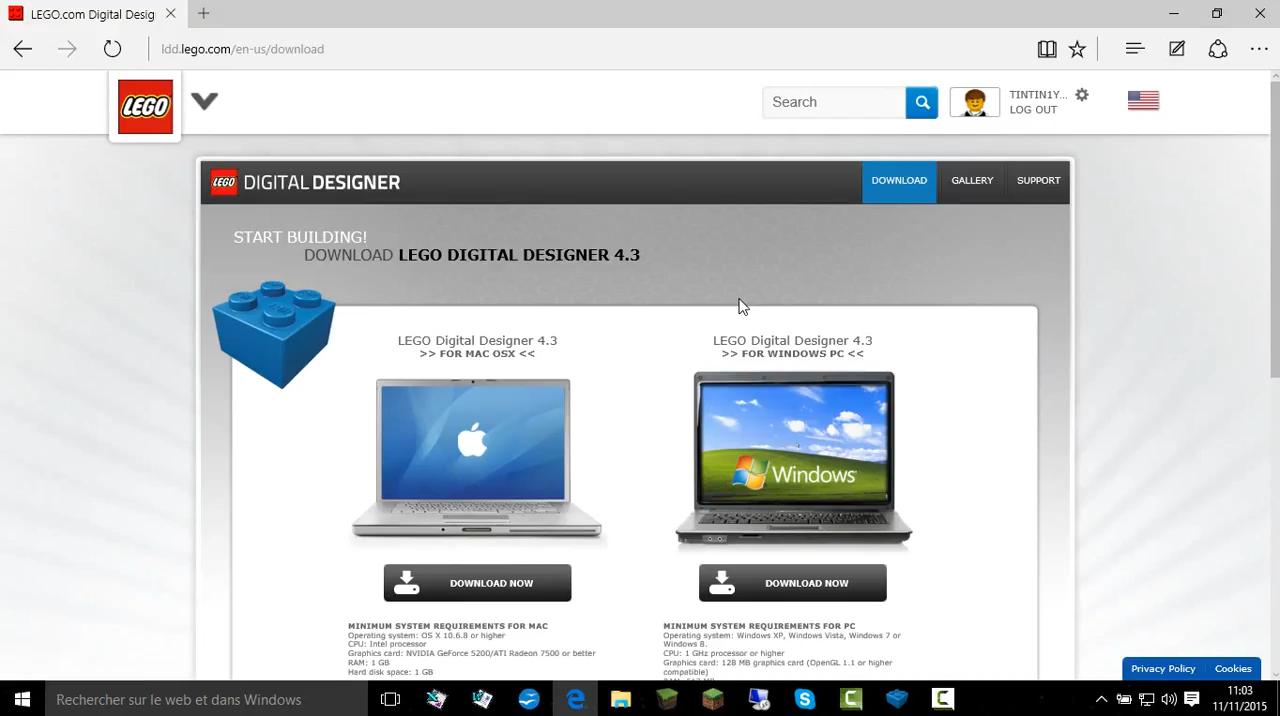 LEGO.com Digital Desig
ldd.lego.com/en-us/download
LEGO
Search
TINTIN1Y...
LOG OUT
LEGO DIGITAL DESIGNER
DOWNLOAD
GALLERY
SUPPORT
START BUILDING!
DOWNLOAD LEGO DIGITAL DESIGNER 4.3
LEGO Digital Designer 4.3
>> FOR MAC OSX <<
LEGO Digital Designer 4.3
>> FOR WINDOWS PC <<
Windows
DOWNLOAD NOW
DOWNLOAD NOW
MINIMUM SYSTEM REQUIREMENTS FOR MAC
Operating system: OS X 10.6.8 or higher
CPU: Intel processor
Graphics card: NVIDIA GeForce 5200/ATI Radeon 7500 or better
RAM: 1 GB
Hard disk space: 1 GB
MINIMUM SYSTEM REQUIREMENTS FOR PC
Operating system: Windows XP, Windows Vista, Windows 7 or
Windows 8.
CPU: 1 GHz processor or higher
Graphics card: 128 MB graphics card (OpenGL 1.1 or higher
compatible)
Privacy Policy
Cookies
Rechercher sur le web et dans Windows
11:03
11/11/2015